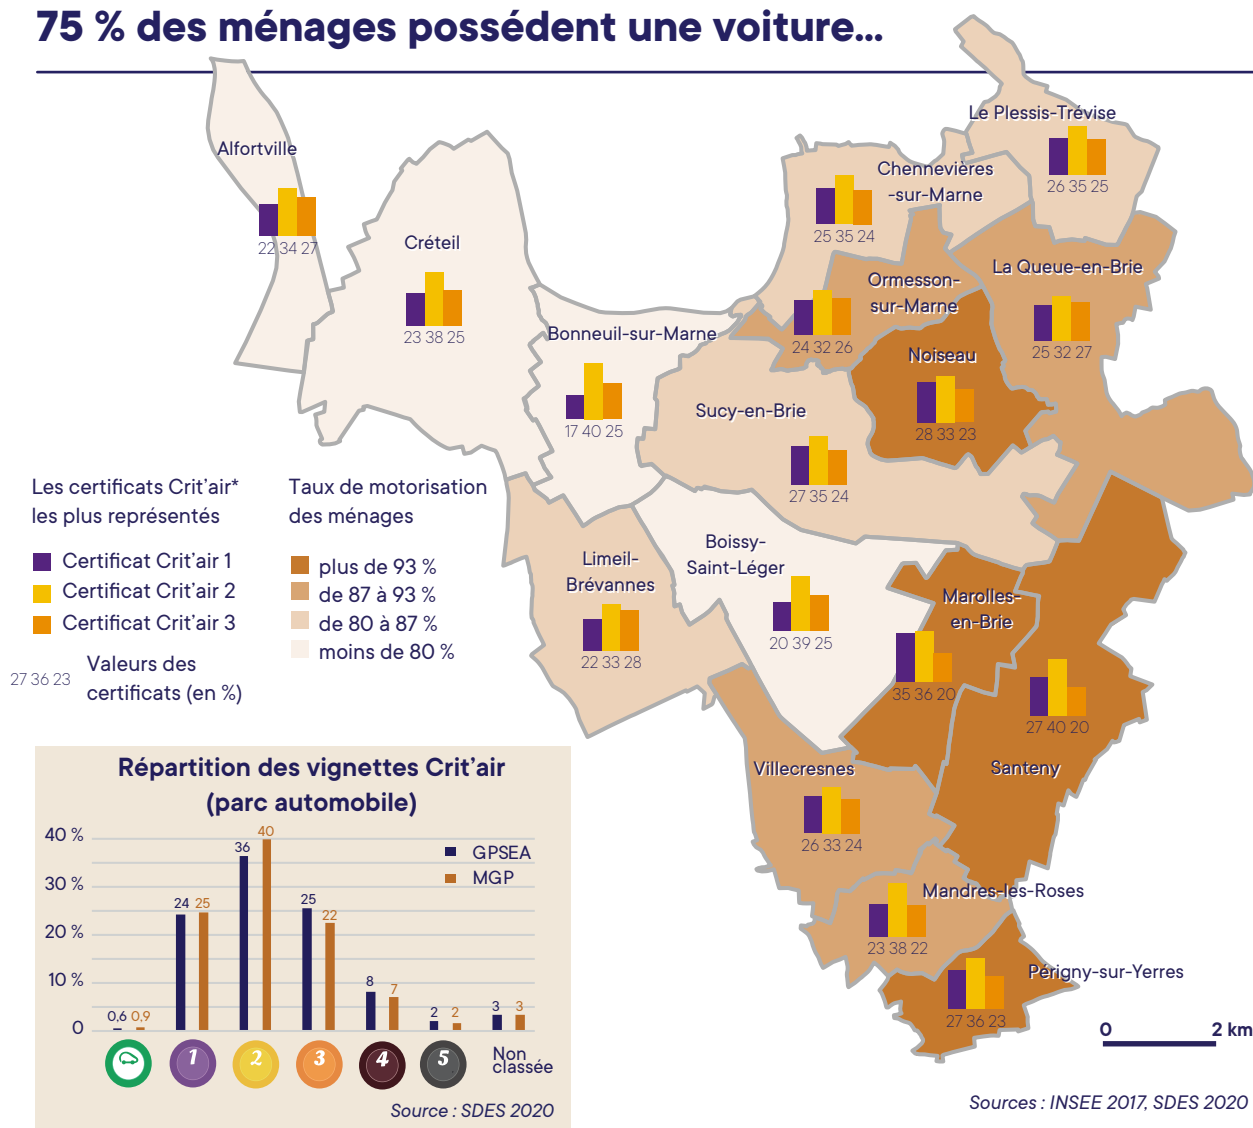 75 % des ménages possédent une voiture...
Le Plessis-Trévise
26 35 25
Alfortville
22 34 27
Chennevières
-sur-Marne
25 35 24
Créteil
23 38 25
La Queue-en-Brie
25 32 27
Ormesson-
sur-Marne
24 32 26
Bonneuil-sur-Marne
17 40 25
Noiseau
28 33 23
Sucy-en-Brie
27 35 24
Les certificats Crit'air*
les plus représentés
Certificat Crit'air 1
Certificat Crit'air 2
Certificat Crit'air 3
27 36 23
Valeurs des
certificats (en %)
Taux de motorisation
des ménages
plus de 93 %
de 87 à 93 %
de 80 à 87 %
moins de 80 %
Limeil-
Brévannes
22 33 28
Boissy-
Saint-Léger
20 39 25
Marolles-
en-Brie
35 36 20
27 40 20
Santeny
Villecresnes
26 33 24
Mandres-les-Roses
23 38 22
Périgny-sur-Yerres
27 36 23
0 2 km
Sources : INSEE 2017, SDES 2020
Répartition des vignettes Crit'air
(parc automobile)
GPSEA
MGP
40 %
30 %
20 %
10 %
0
0,6 0,9
24 25
36 40
25 22
8 7
2 2
3 3
1 2 3 4 5
Non
classée
Source : SDES 2020